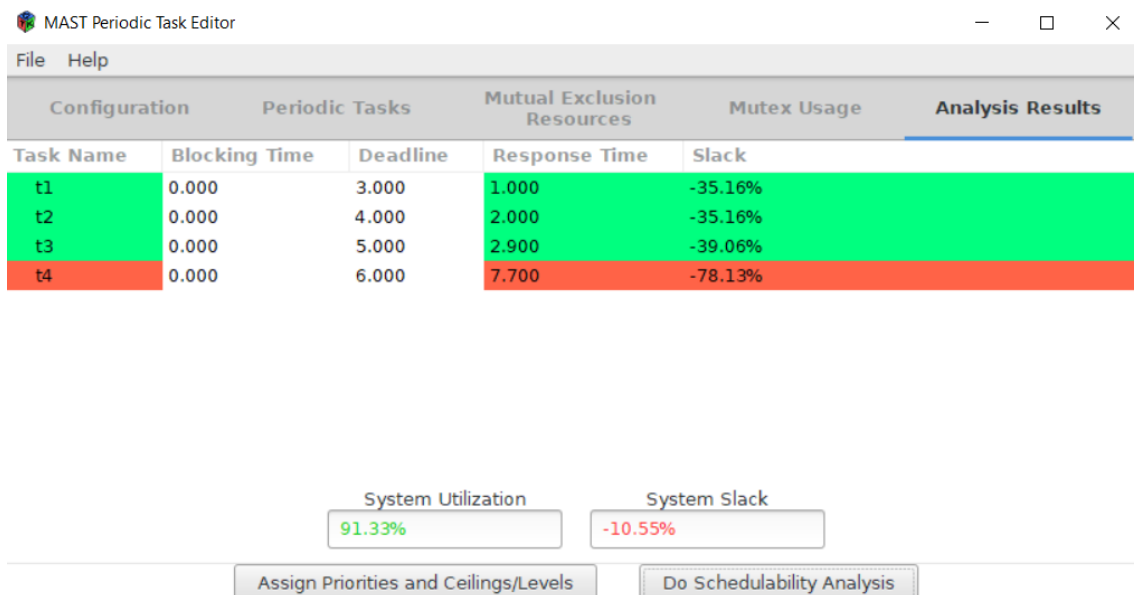 MAST Periodic Task Editor
File Help
Configuration Periodic Tasks Mutual Exclusion Resources Mutex Usage Analysis Results
Task Name Blocking Time Deadline Response Time Slack
t1 0.000 3.000 1.000 -35.16%
t2 0.000 4.000 2.000 -35.16%
t3 0.000 5.000 2.900 -39.06%
t4 0.000 6.000 7.700 -78.13%
System Utilization System Slack
91.33% -10.55%
Assign Priorities and Ceilings/Levels Do Schedulability Analysis